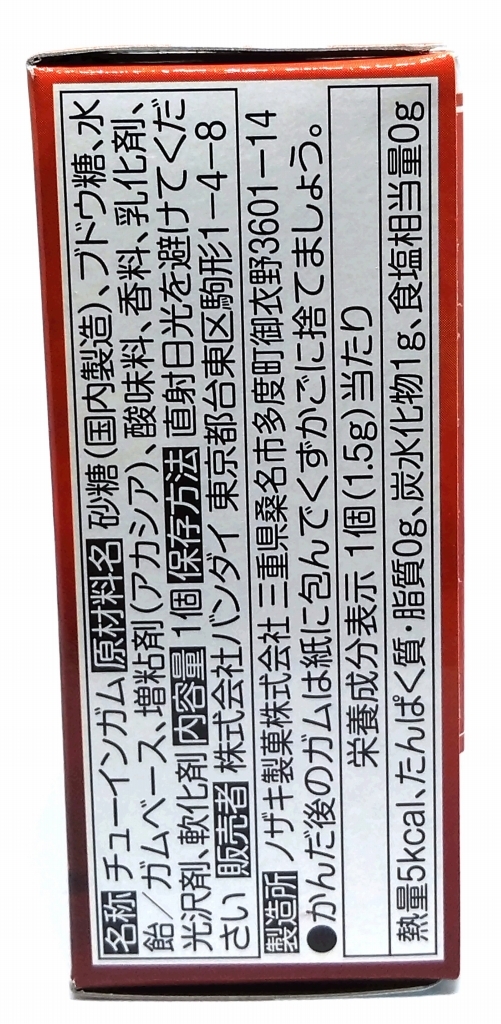 名称 チューインガム 原材料名 砂糖(国内製造)、ブドウ糖、水
飴/ガムベース、増粘剤(アカシア)、酸味料、香料、乳化剤、
光沢剤、軟化剤 内容量 1個 保存方法 直射日光を避けてくだ
さい 販売者 株式会社バンダイ 東京都台東区駒形1-4-8
製造所 ノザキ製菓株式会社 三重県桑名市多度町御衣野3601-14
●かんだ後のガムは紙に包んでくずかごに捨てましょう。
栄養成分表示 1個(1.5g)当たり
熱量5kcal、たんぱく質・脂質0g、炭水化物1g、食塩相当量0g